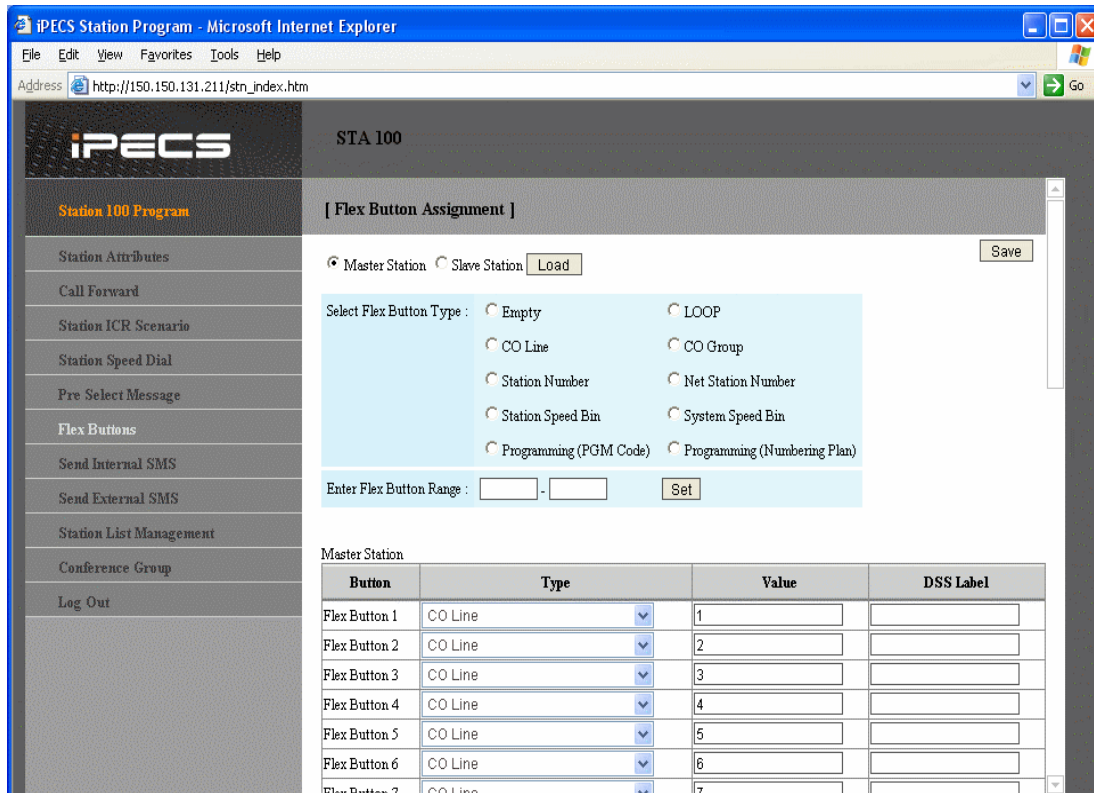 iPECS Station Program - Microsoft Internet Explorer
File Edit View Favorites Tools Help
Address http://150.150.131.211/stn_index.htm Go
iPECS
STA 100
Station 100 Program
[ Flex Button Assignment ]
Save
Station Attributes
Call Forward
Station ICR Scenario
Station Speed Dial
Pre Select Message
Flex Buttons
Send Internal SMS
Send External SMS
Station List Management
Conference Group
Log Out
Master Station Slave Station Load
Select Flex Button Type : Empty LOOP
CO Line CO Group
Station Number Net Station Number
Station Speed Bin System Speed Bin
Programming (PGM Code) Programming (Numbering Plan)
Enter Flex Button Range : - Set
Master Station
Button Type Value DSS Label
Flex Button 1 CO Line 1
Flex Button 2 CO Line 2
Flex Button 3 CO Line 3
Flex Button 4 CO Line 4
Flex Button 5 CO Line 5
Flex Button 6 CO Line 6
Flex Button 7 CO Line 7